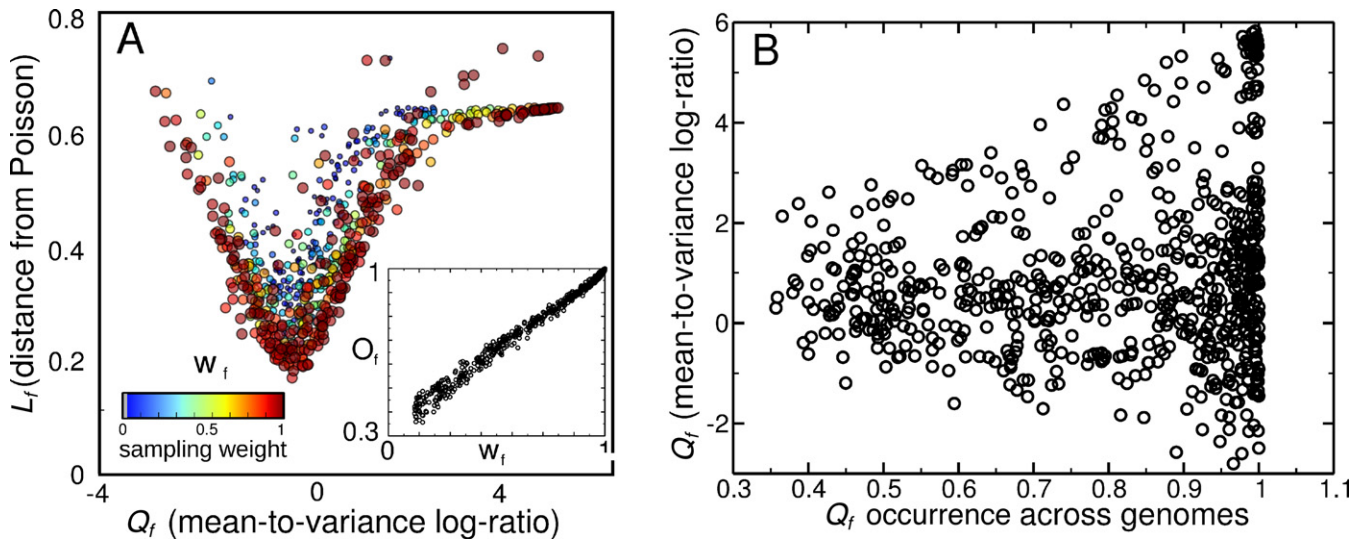 A
0.8
0.6
0.4
0.2
0
L_f (distance from Poisson)
-4
0
4
Q_f (mean-to-variance log-ratio)
w_f
0
0.5
1
sampling weight
1
O_f
0.3
0
w_f
1
B
6
4
2
0
-2
Q_f (mean-to-variance log-ratio)
0.3
0.4
0.5
0.6
0.7
0.8
0.9
1
1.1
Q_f occurrence across genomes